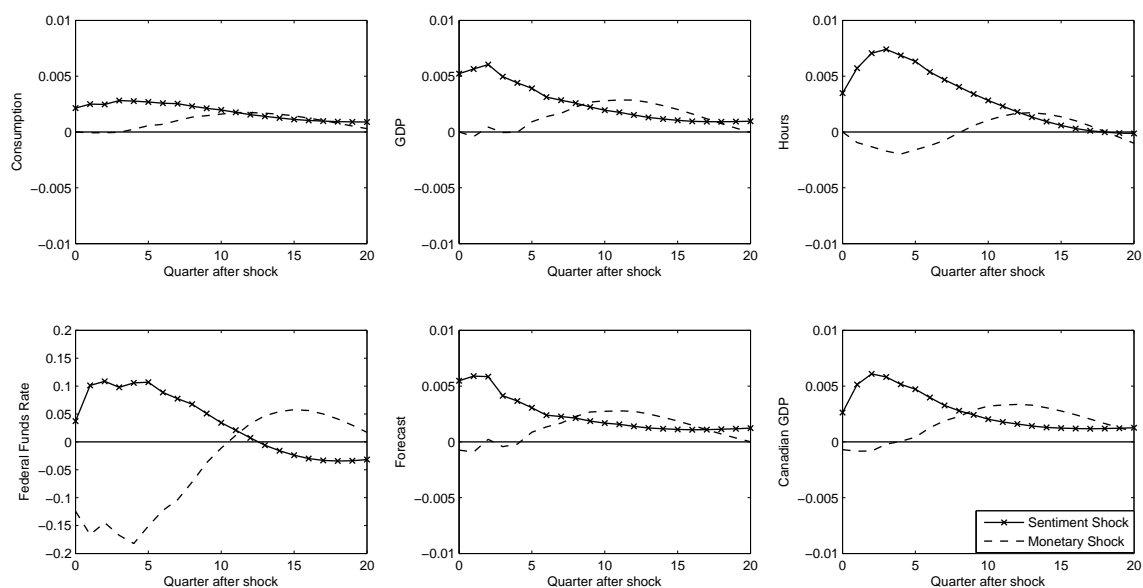 0.01
0.005
0
−0.005
−0.01
Consumption
0 5 10 15 20
Quarter after shock
0.01
0.005
0
−0.005
−0.01
GDP
0 5 10 15 20
Quarter after shock
0.01
0.005
0
−0.005
−0.01
Hours
0 5 10 15 20
Quarter after shock
0.2
0.15
0.1
0.05
0
−0.05
−0.1
−0.15
−0.2
Federal Funds Rate
0 5 10 15 20
Quarter after shock
0.01
0.005
0
−0.005
−0.01
Forecast
0 5 10 15 20
Quarter after shock
0.01
0.005
0
−0.005
−0.01
Canadian GDP
0 5 10 15 20
Quarter after shock
Sentiment Shock
Monetary Shock